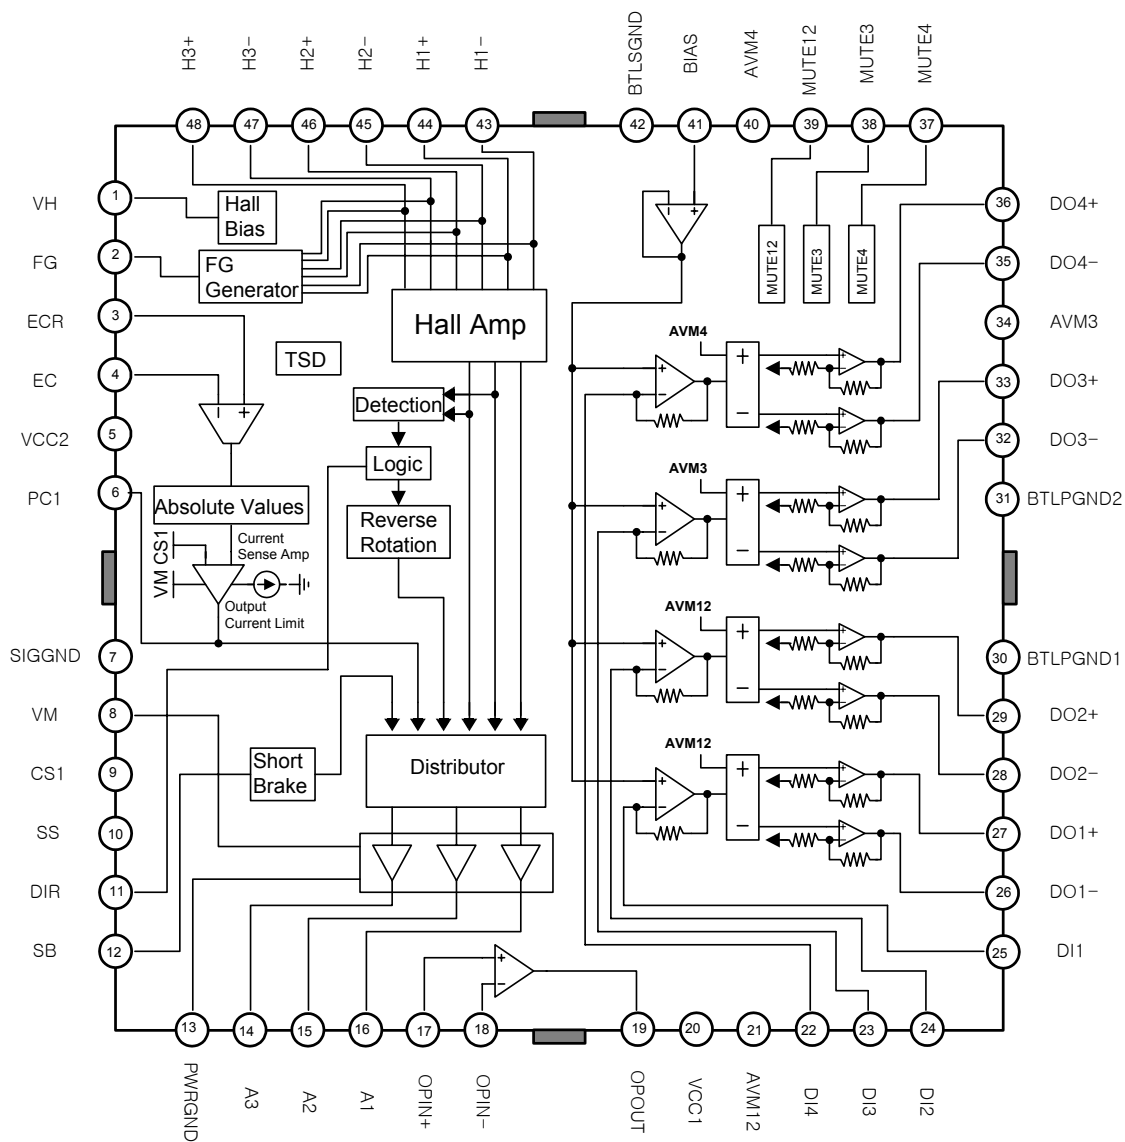 H3+
H3-
H2+
H2-
H1+
H1-
BTLSGND
BIAS
AVM4
MUTE12
MUTE3
MUTE4
48
47
46
45
44
43
42
41
40
39
38
37
VH
1
Hall
Bias
FG
2
FG
Generator
ECR
3
EC
4
VCC2
5
PC1
6
SIGGND
7
VM
8
CS1
9
SS
10
DIR
11
SB
12
Hall Amp
TSD
Detection
Logic
Reverse
Rotation
− +
Absolute Values
VM CS1
Current
Sense Amp
Output
Current Limit
Short
Brake
Distributor
+
−
− +
MUTE12
MUTE3
MUTE4
AVM4
+
−
+
−
+
−
+
−
AVM3
+
−
+
−
+
−
+
−
AVM12
+
−
+
−
+
−
+
−
AVM12
+
−
+
−
+
−
+
−
36
DO4+
35
DO4-
34
AVM3
33
DO3+
32
DO3-
31
BTLPGND2
30
BTLPGND1
29
DO2+
28
DO2-
27
DO1+
26
DO1-
25
DI1
13
14
15
16
17
18
19
20
21
22
23
24
PWRGND
A3
A2
A1
OPIN+
OPIN-
OPOUT
VCC1
AVM12
DI4
DI3
DI2